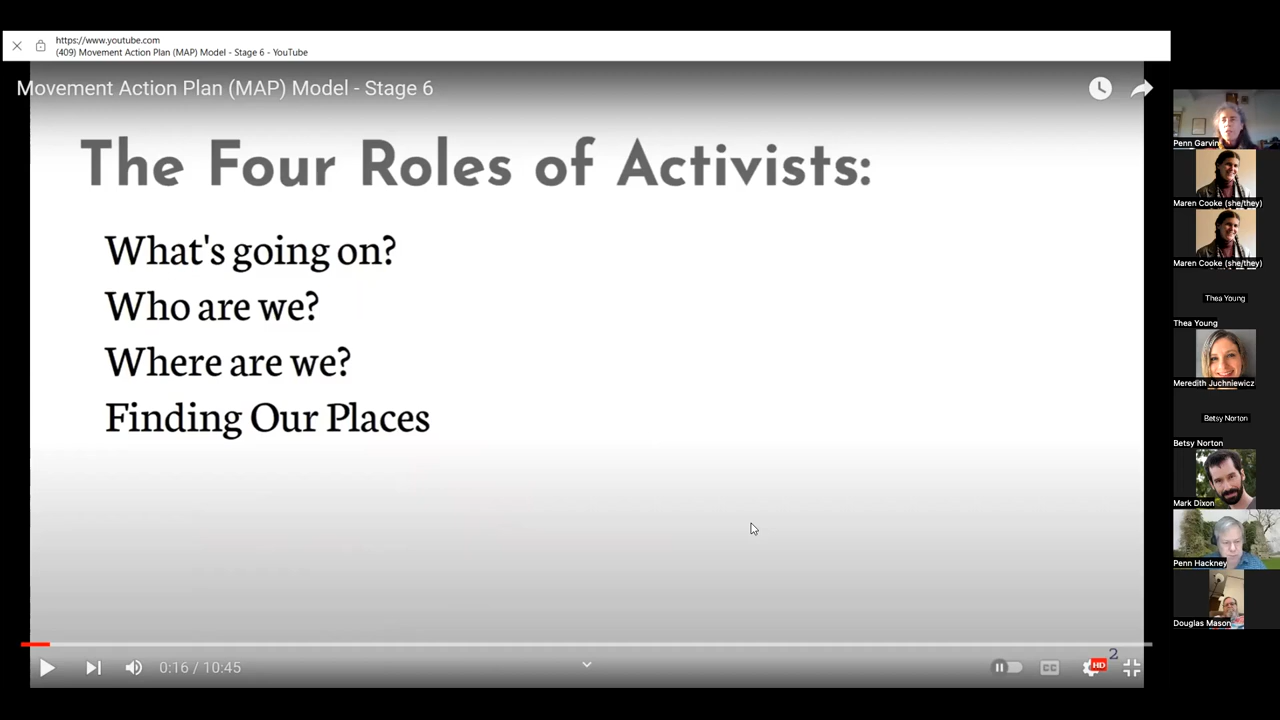 https://www.youtube.com
(409) Movement Action Plan (MAP) Model - Stage 6 - YouTube
Movement Action Plan (MAP) Model - Stage 6
The Four Roles of Activists:
What's going on?
Who are we?
Where are we?
Finding Our Places
2
0:16 / 10:45
CC
HD
Penn Garvin
Maren Cooke (she/they)
Maren Cooke (she/they)
Thea Young
Thea Young
Meredith Juchniewicz
Betsy Norton
Betsy Norton
Mark Dixon
Penn Hackney
Douglas Mason